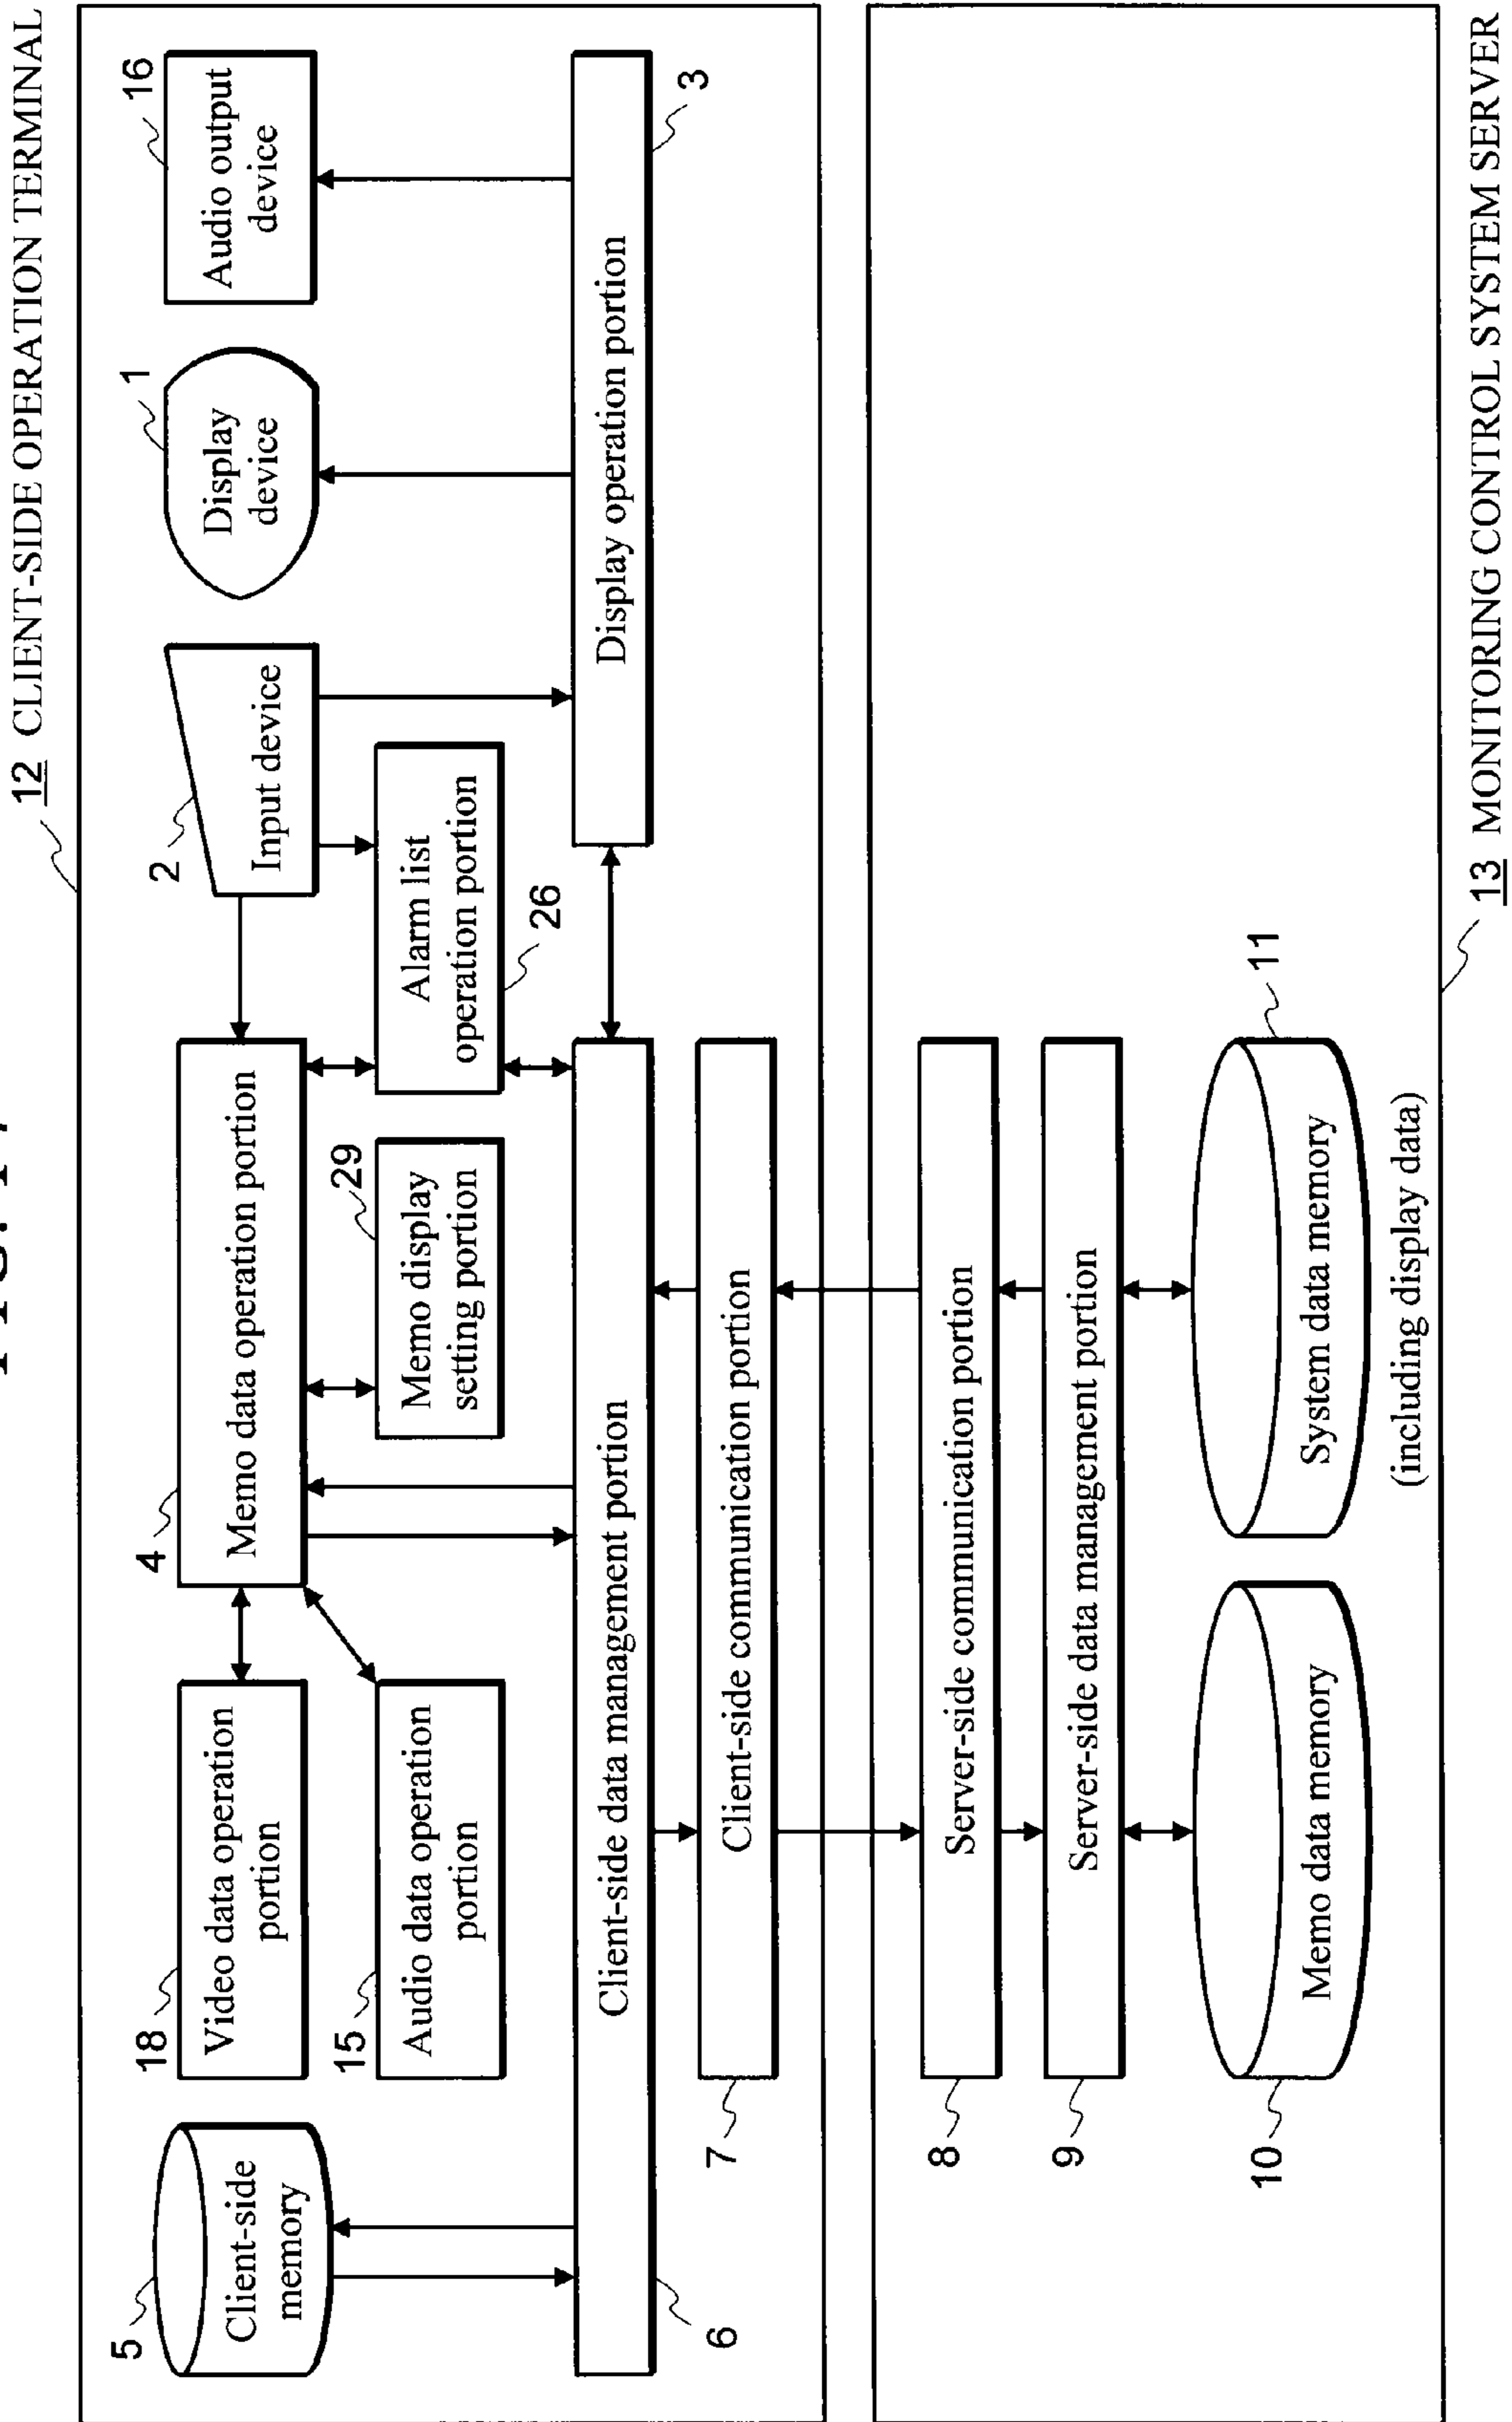 12 CLIENT-SIDE OPERATION TERMINAL
5
Client-side
memory
18
Video data operation
portion
15
Audio data operation
portion
4
Memo data operation portion
29
Memo display
setting portion
2
Input device
Alarm list
operation portion
26
1
Display
device
16
Audio output
device
Display operation portion
3
Client-side data management portion
6
Client-side communication portion
7
Server-side communication portion
8
Server-side data management portion
9
Memo data memory
10
System data memory
11
(including display data)
13 MONITORING CONTROL SYSTEM SERVER